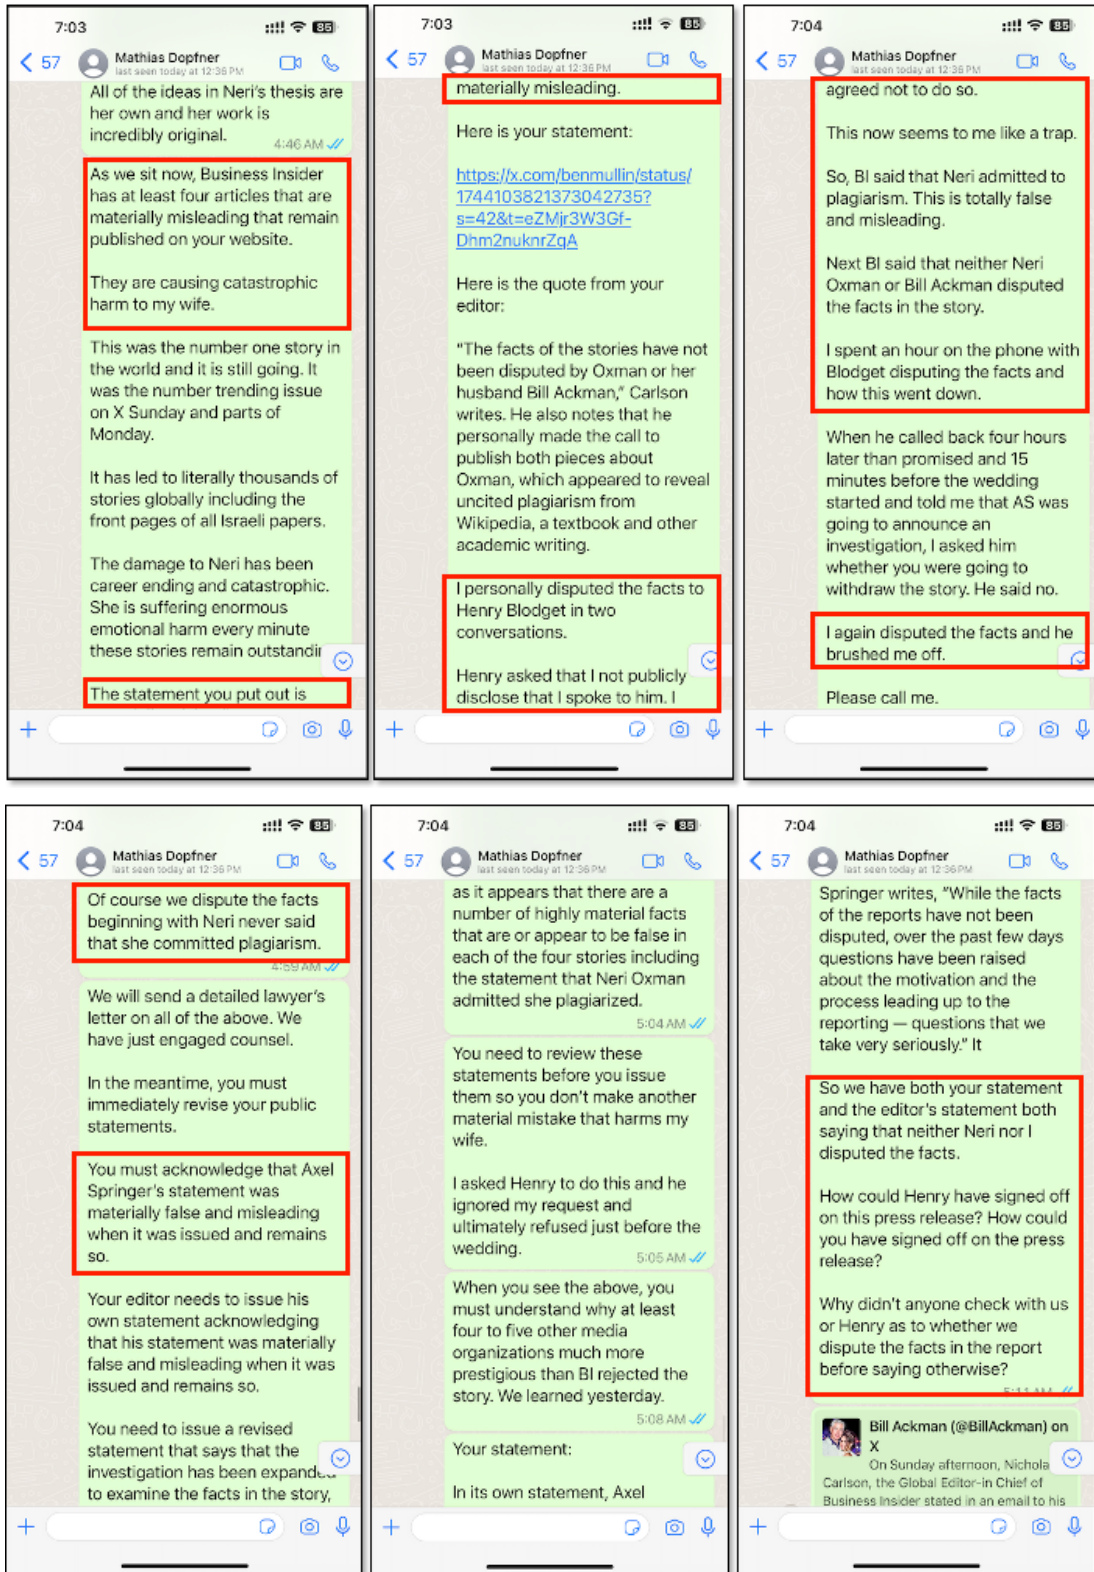 7:03
85
57
Mathias Dopfner
last seen today at 12:36 PM
All of the ideas in Neri's thesis are
her own and her work is
incredibly original.
4:46 AM
As we sit now, Business Insider
has at least four articles that are
materially misleading that remain
published on your website.
They are causing catastrophic
harm to my wife.
This was the number one story in
the world and it is still going. It
was the number trending issue
on X Sunday and parts of
Monday.
It has led to literally thousands of
stories globally including the
front pages of all Israeli papers.
The damage to Neri has been
career ending and catastrophic.
She is suffering enormous
emotional harm every minute
these stories remain outstandin
The statement you put out is
7:03
85
57
Mathias Dopfner
last seen today at 12:36 PM
materially misleading.
Here is your statement:
https://x.com/benmullin/status/
1744103821373042735?
s=42&t=eZMjr3W3Gf-
Dhm2nuknrZqA
Here is the quote from your
editor:
"The facts of the stories have not
been disputed by Oxman or her
husband Bill Ackman," Carlson
writes. He also notes that he
personally made the call to
publish both pieces about
Oxman, which appeared to reveal
uncited plagiarism from
Wikipedia, a textbook and other
academic writing.
I personally disputed the facts to
Henry Blodget in two
conversations.
Henry asked that I not publicly
disclose that I spoke to him. I
7:04
85
57
Mathias Dopfner
last seen today at 12:36 PM
agreed not to do so.
This now seems to me like a trap.
So, BI said that Neri admitted to
plagiarism. This is totally false
and misleading.
Next BI said that neither Neri
Oxman or Bill Ackman disputed
the facts in the story.
I spent an hour on the phone with
Blodget disputing the facts and
how this went down.
When he called back four hours
later than promised and 15
minutes before the wedding
started and told me that AS was
going to announce an
investigation, I asked him
whether you were going to
withdraw the story. He said no.
I again disputed the facts and he
brushed me off.
Please call me.
7:04
85
57
Mathias Dopfner
last seen today at 12:36 PM
Of course we dispute the facts
beginning with Neri never said
that she committed plagiarism.
4:59 AM
We will send a detailed lawyer's
letter on all of the above. We
have just engaged counsel.
In the meantime, you must
immediately revise your public
statements.
You must acknowledge that Axel
Springer's statement was
materially false and misleading
when it was issued and remains
so.
Your editor needs to issue his
own statement acknowledging
that his statement was materially
false and misleading when it was
issued and remains so.
You need to issue a revised
statement that says that the
investigation has been expande
to examine the facts in the story,
7:04
85
57
Mathias Dopfner
last seen today at 12:36 PM
as it appears that there are a
number of highly material facts
that are or appear to be false in
each of the four stories including
the statement that Neri Oxman
admitted she plagiarized.
5:04 AM
You need to review these
statements before you issue
them so you don't make another
material mistake that harms my
wife.
I asked Henry to do this and he
ignored my request and
ultimately refused just before the
wedding.
5:05 AM
When you see the above, you
must understand why at least
four to five other media
organizations much more
prestigious than BI rejected the
story. We learned yesterday.
5:08 AM
Your statement:
In its own statement, Axel
7:04
85
57
Mathias Dopfner
last seen today at 12:36 PM
Springer writes, "While the facts
of the reports have not been
disputed, over the past few days
questions have been raised
about the motivation and the
process leading up to the
reporting — questions that we
take very seriously." It
So we have both your statement
and the editor's statement both
saying that neither Neri nor I
disputed the facts.
How could Henry have signed off
on this press release? How could
you have signed off on the press
release?
Why didn't anyone check with us
or Henry as to whether we
dispute the facts in the report
before saying otherwise?
5:11 AM
Bill Ackman (@BillAckman) on
X
On Sunday afternoon, Nichola
Carlson, the Global Editor-in Chief of
Business Insider stated in an email to his